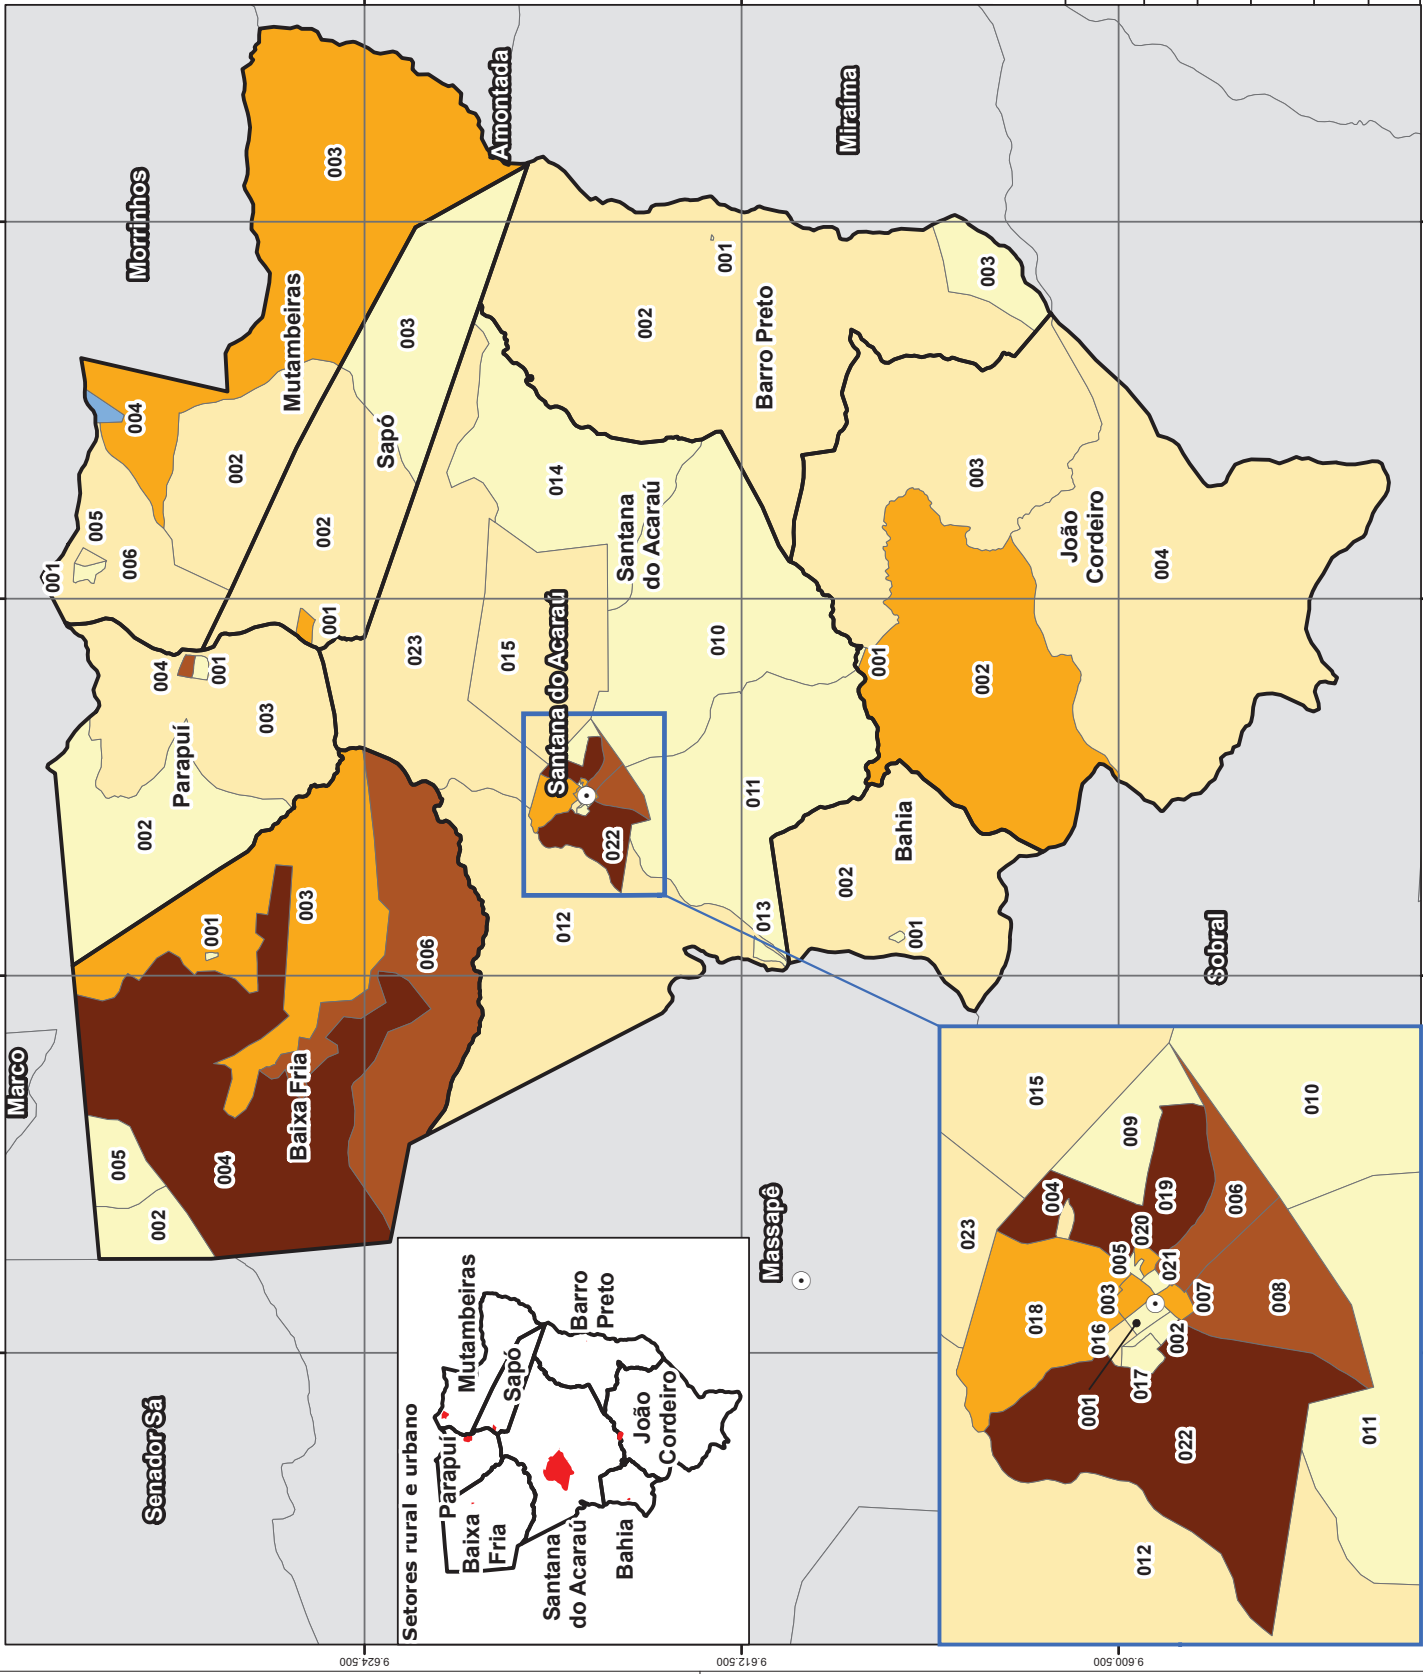 Marco
Morrinhos
Amontada
Miraíma
Sobral
Massapê
Senador Sá
Mutambeiras
003
004
002
005
006
001
Sapó
003
002
001
Parapuí
004
001
003
002
Baixa Fria
001
003
006
004
005
002
Santana
do Acaraú
Santana do Acaraú
014
015
023
010
011
012
013
022
Barro Preto
001
002
003
João
Cordeiro
001
002
003
004
Bahia
002
001
Setores rural e urbano
Mutambeiras
Sapó
Parapuí
Baixa
Fria
Barro
Preto
João
Cordeiro
Santana
do Acaraú
Bahia
015
009
010
023
004
019
006
020
005
021
003
007
008
018
016
002
017
001
022
011
012
9.624.500
9.612.500
9.600.500